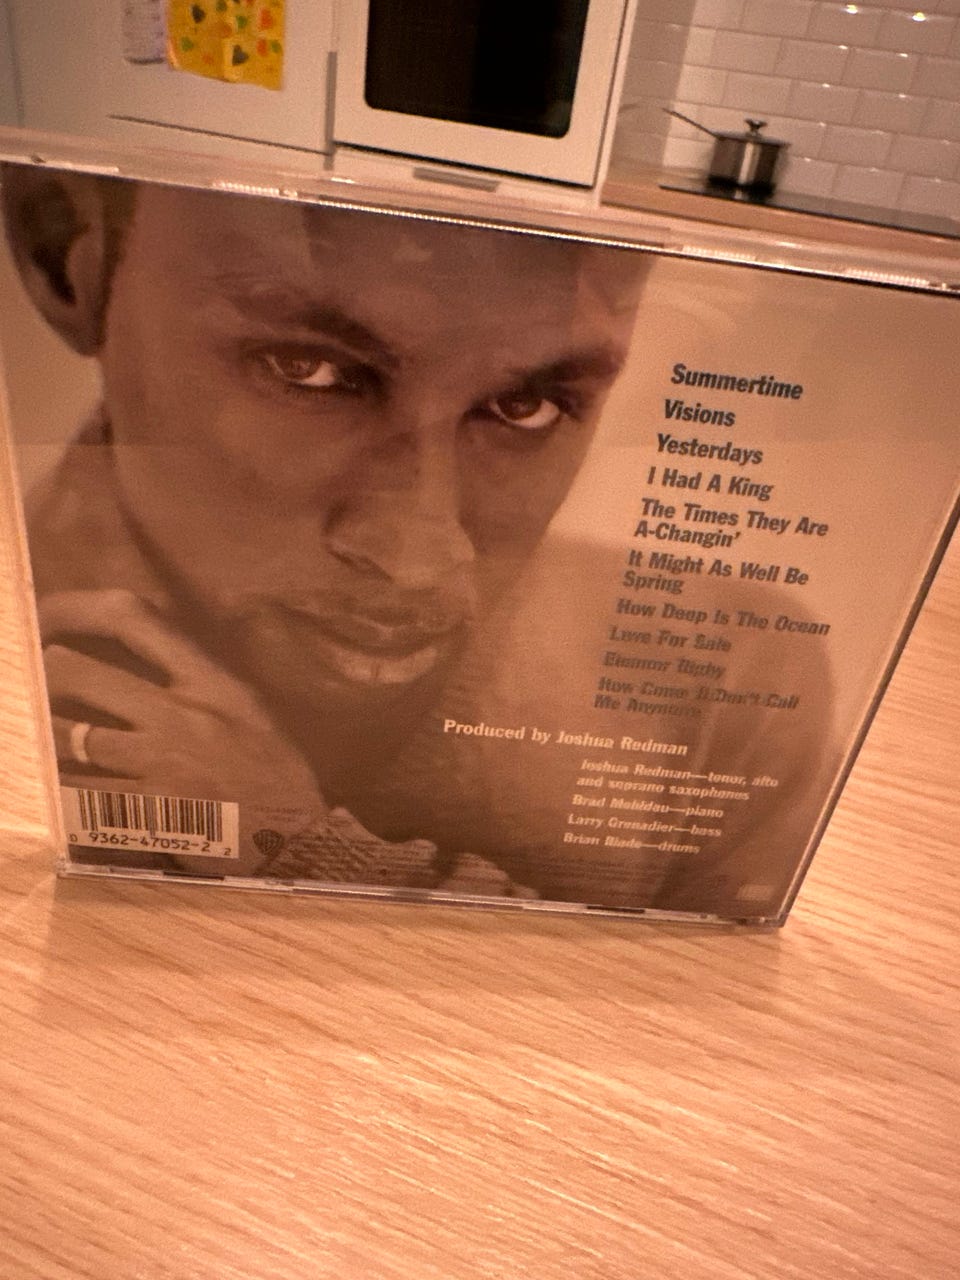 Summertime
Visions
Yesterdays
I Had A King
The Times They Are
A-Changin'
It Might As Well Be
Spring
How Deep Is The Ocean
Love For Sale
Eleanor Rigby
How Come U Don't Call
Me Anymore
Produced by Joshua Redman
Joshua Redman—tenor, alto
and soprano saxophones
Brad Mehldau—piano
Larry Grenadier—bass
Brian Blade—drums
0 9362-47052-2 2